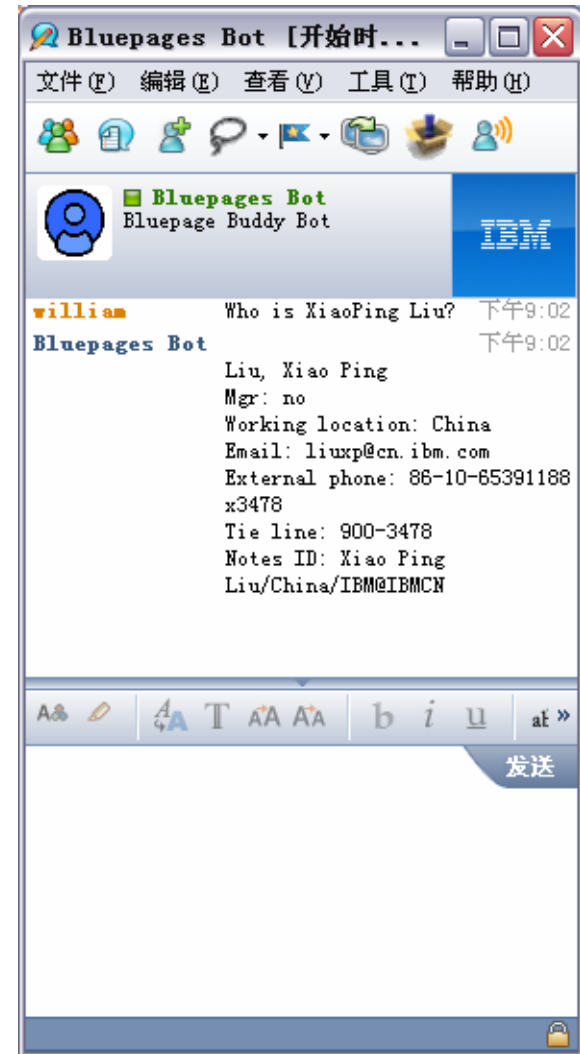 Bluepages Bot [开始时...
文件(F) 编辑(E) 查看(V) 工具(T) 帮助(H)
Bluepages Bot
Bluepage Buddy Bot
IBM
william Who is XiaoPing Liu? 下午9:02
Bluepages Bot 下午9:02
Liu, Xiao Ping
Mgr: no
Working location: China
Email: liuxp@cn.ibm.com
External phone: 86-10-65391188
x3478
Tie line: 900-3478
Notes ID: Xiao Ping
Liu/China/IBM@IBMCN
A A A T AA AA b i u »
发送